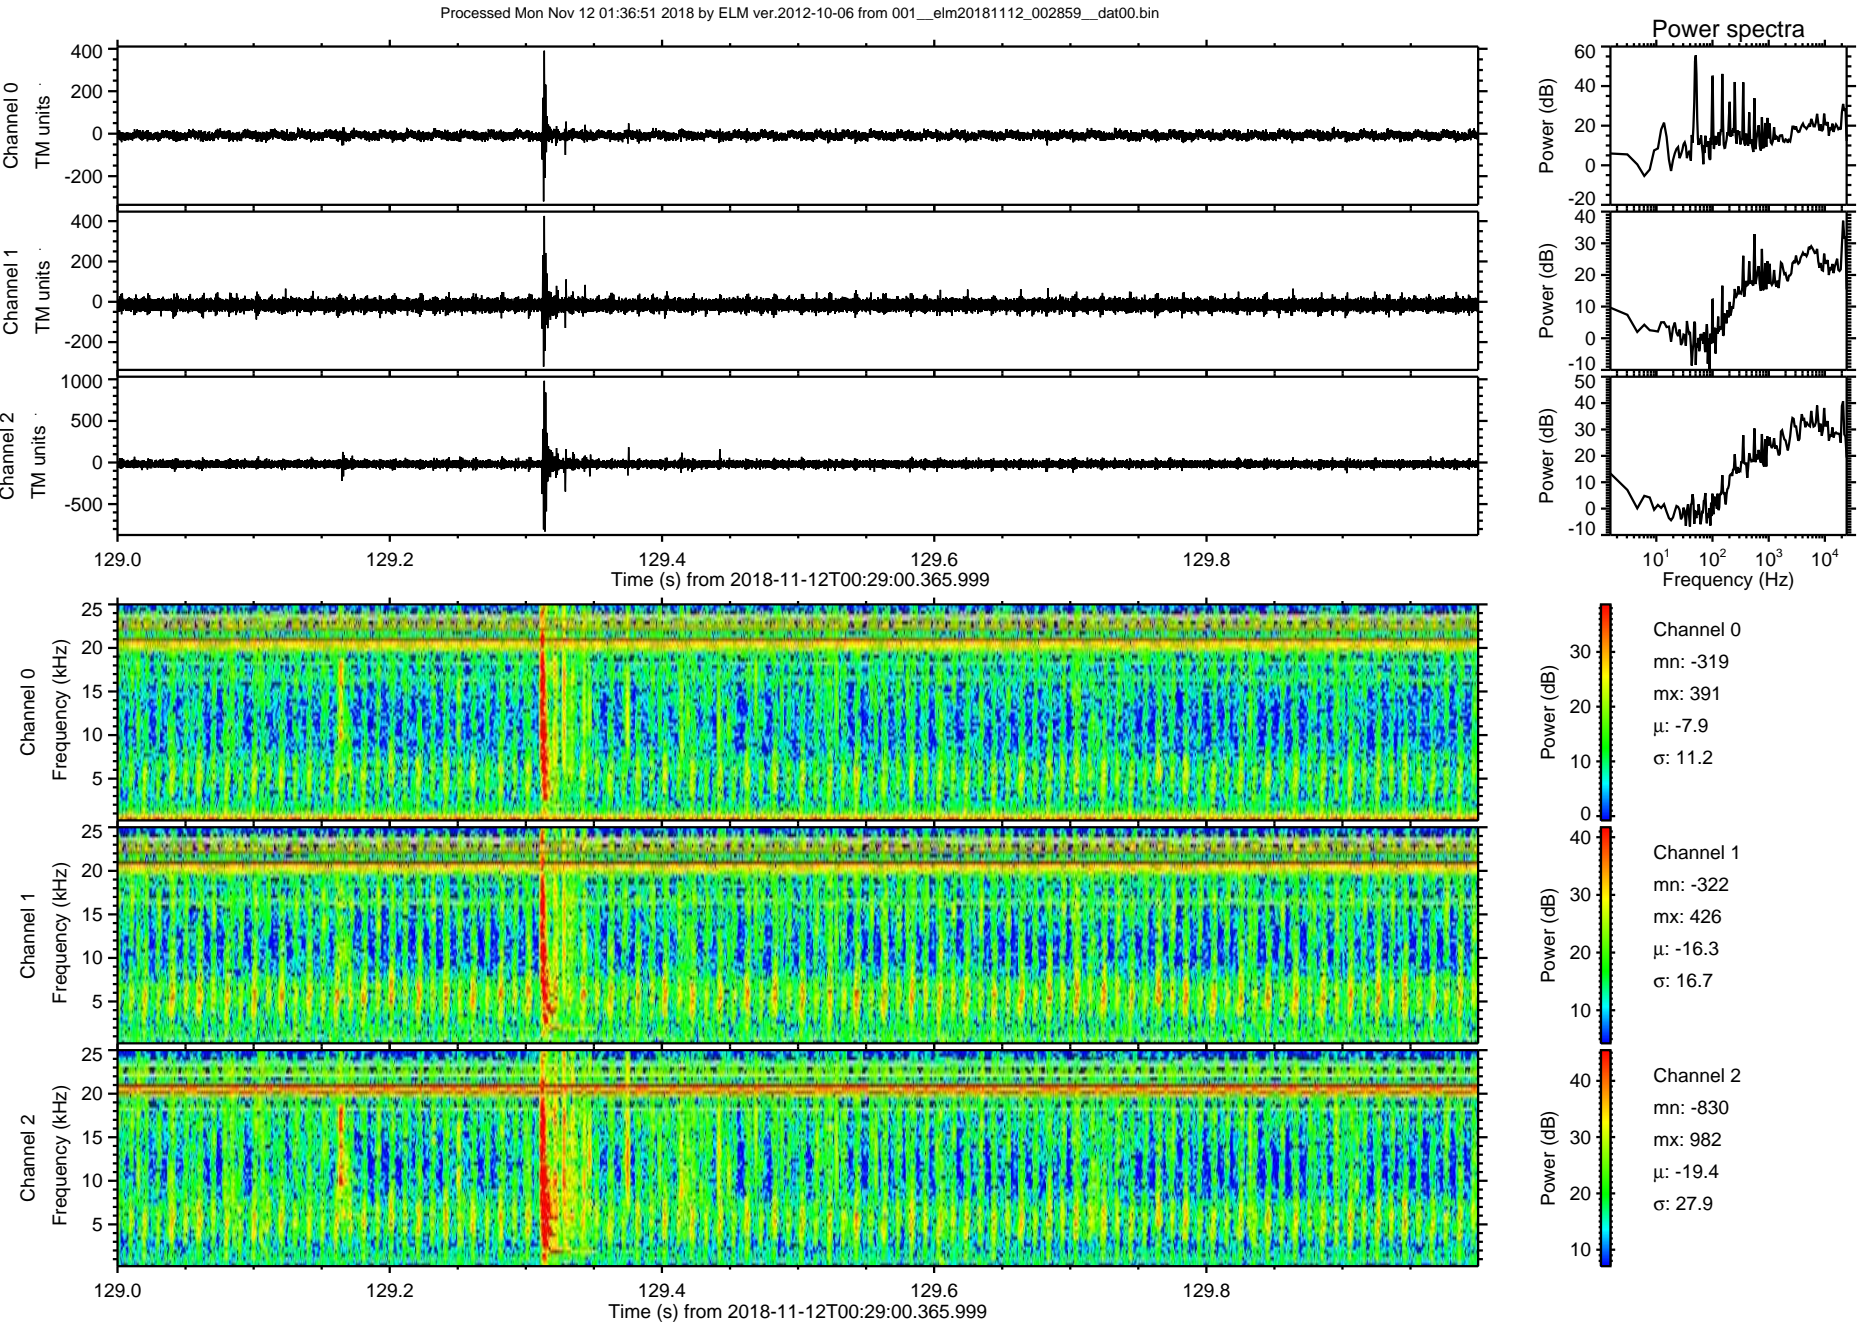 Processed Mon Nov 12 01:36:51 2018 by ELM ver.2012-10-06 from 001__elm20181112_002859__dat00.bin
Power spectra
Channel 0
TM units
400
200
0
-200
Power (dB)
60
40
20
0
-20
Channel 1
TM units
400
200
0
-200
Power (dB)
40
30
20
10
0
-10
Channel 2
TM units
1000
500
0
-500
Power (dB)
50
40
30
20
10
0
-10
129.0 129.2 129.4 129.6 129.8
Time (s) from 2018-11-12T00:29:00.365.999
10^1 10^2 10^3 10^4
Frequency (Hz)
Channel 0
Frequency (kHz)
25
20
15
10
5
Power (dB)
30
20
10
0
Channel 0
mn: -319
mx: 391
μ: -7.9
σ: 11.2
Channel 1
Frequency (kHz)
25
20
15
10
5
Power (dB)
40
30
20
10
Channel 1
mn: -322
mx: 426
μ: -16.3
σ: 16.7
Channel 2
Frequency (kHz)
25
20
15
10
5
Power (dB)
40
30
20
10
Channel 2
mn: -830
mx: 982
μ: -19.4
σ: 27.9
129.0 129.2 129.4 129.6 129.8
Time (s) from 2018-11-12T00:29:00.365.999